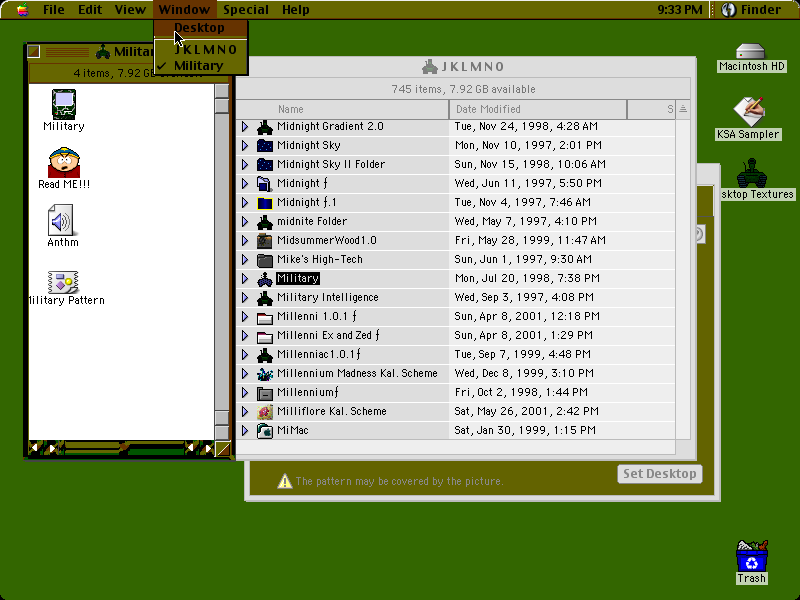 File Edit View Window Special Help 9:33 PM Finder
Desktop
J K L M N O
✓ Military
Milita
4 items, 7.92 GB available
Military
Read ME!!!
Anthm
Military Pattern
J K L M N O
745 items, 7.92 GB available
Name Date Modified S
Midnight Gradient 2.0 Tue, Nov 24, 1998, 4:28 AM
Midnight Sky Mon, Nov 10, 1997, 2:01 PM
Midnight Sky II Folder Sun, Nov 15, 1998, 10:06 AM
Midnight ƒ Wed, Jun 11, 1997, 5:50 PM
Midnight ƒ.1 Tue, Nov 4, 1997, 7:46 AM
midnite Folder Wed, May 7, 1997, 4:10 PM
MidsummerWood1.0 Fri, May 28, 1999, 11:47 AM
Mike's High-Tech Sun, Jun 1, 1997, 9:30 AM
Military Mon, Jul 20, 1998, 7:38 PM
Military Intelligence Wed, Sep 3, 1997, 4:08 PM
Millenni 1.0.1 ƒ Sun, Apr 8, 2001, 12:18 PM
Millenni Ex and Zed ƒ Sun, Apr 8, 2001, 1:29 PM
Millenniac1.0.1ƒ Tue, Sep 7, 1999, 4:48 PM
Millennium Madness Kal. Scheme Wed, Dec 8, 1999, 3:10 PM
Millenniumƒ Fri, Oct 2, 1998, 1:44 PM
Milliflore Kal. Scheme Sat, May 26, 2001, 2:42 PM
MiMac Sat, Jan 30, 1999, 1:15 PM
The pattern may be covered by the picture.
Set Desktop
Macintosh HD
KSA Sampler
sktop Textures
Trash